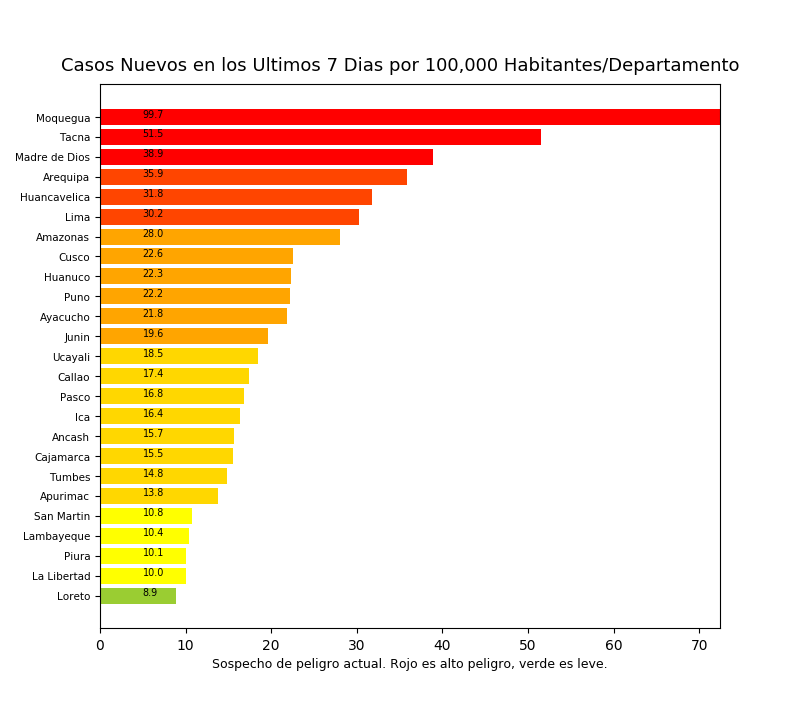 Casos Nuevos en los Ultimos 7 Dias por 100,000 Habitantes/Departamento
Moquegua 99.7
Tacna 51.5
Madre de Dios 38.9
Arequipa 35.9
Huancavelica 31.8
Lima 30.2
Amazonas 28.0
Cusco 22.6
Huanuco 22.3
Puno 22.2
Ayacucho 21.8
Junin 19.6
Ucayali 18.5
Callao 17.4
Pasco 16.8
Ica 16.4
Ancash 15.7
Cajamarca 15.5
Tumbes 14.8
Apurimac 13.8
San Martin 10.8
Lambayeque 10.4
Piura 10.1
La Libertad 10.0
Loreto 8.9
0 10 20 30 40 50 60 70
Sospecho de peligro actual. Rojo es alto peligro, verde es leve.